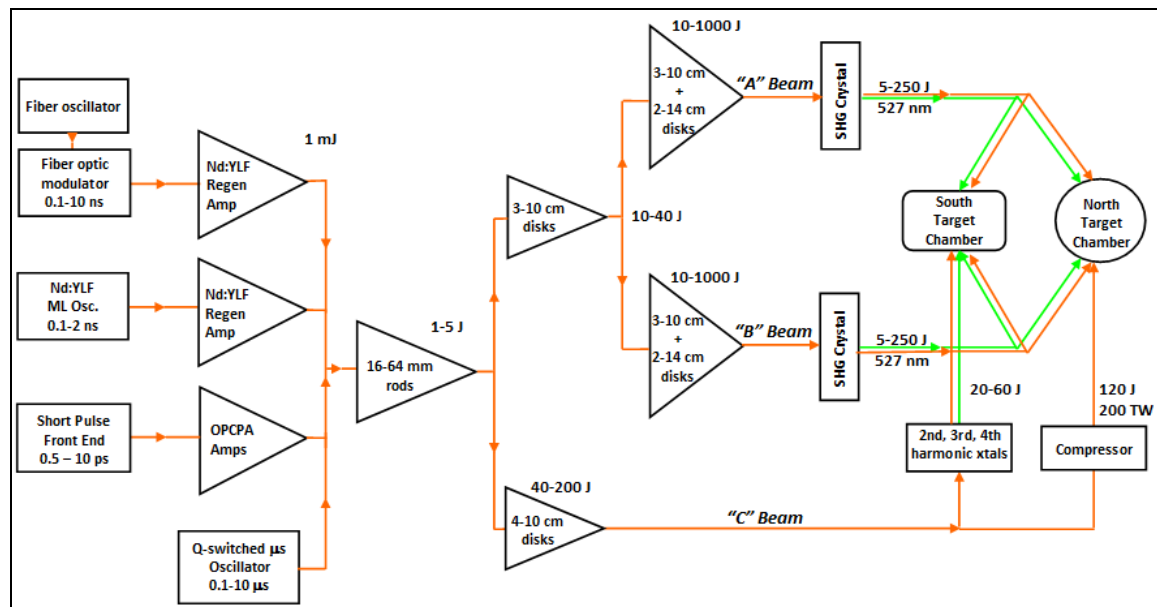 Fiber oscillator
Fiber optic
modulator
0.1-10 ns
Nd:YLF
Regen
Amp
1 mJ
Nd:YLF
ML Osc.
0.1-2 ns
Nd:YLF
Regen
Amp
Short Pulse
Front End
0.5 – 10 ps
OPCPA
Amps
Q-switched µs
Oscillator
0.1-10 µs
1-5 J
16-64 mm
rods
3-10 cm
disks
10-40 J
40-200 J
4-10 cm
disks
10-1000 J
3-10 cm
+
2-14 cm
disks
"A" Beam
SHG Crystal
5-250 J
527 nm
10-1000 J
3-10 cm
+
2-14 cm
disks
"B" Beam
SHG Crystal
5-250 J
527 nm
"C" Beam
South
Target
Chamber
North
Target
Chamber
20-60 J
2nd, 3rd, 4th
harmonic xtals
120 J
200 TW
Compressor